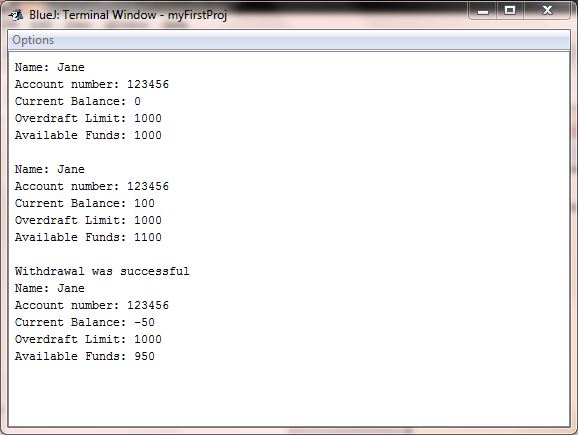 BlueJ: Terminal Window - myFirstProj
Options
Name: Jane
Account number: 123456
Current Balance: 0
Overdraft Limit: 1000
Available Funds: 1000
Name: Jane
Account number: 123456
Current Balance: 100
Overdraft Limit: 1000
Available Funds: 1100
Withdrawal was successful
Name: Jane
Account number: 123456
Current Balance: -50
Overdraft Limit: 1000
Available Funds: 950